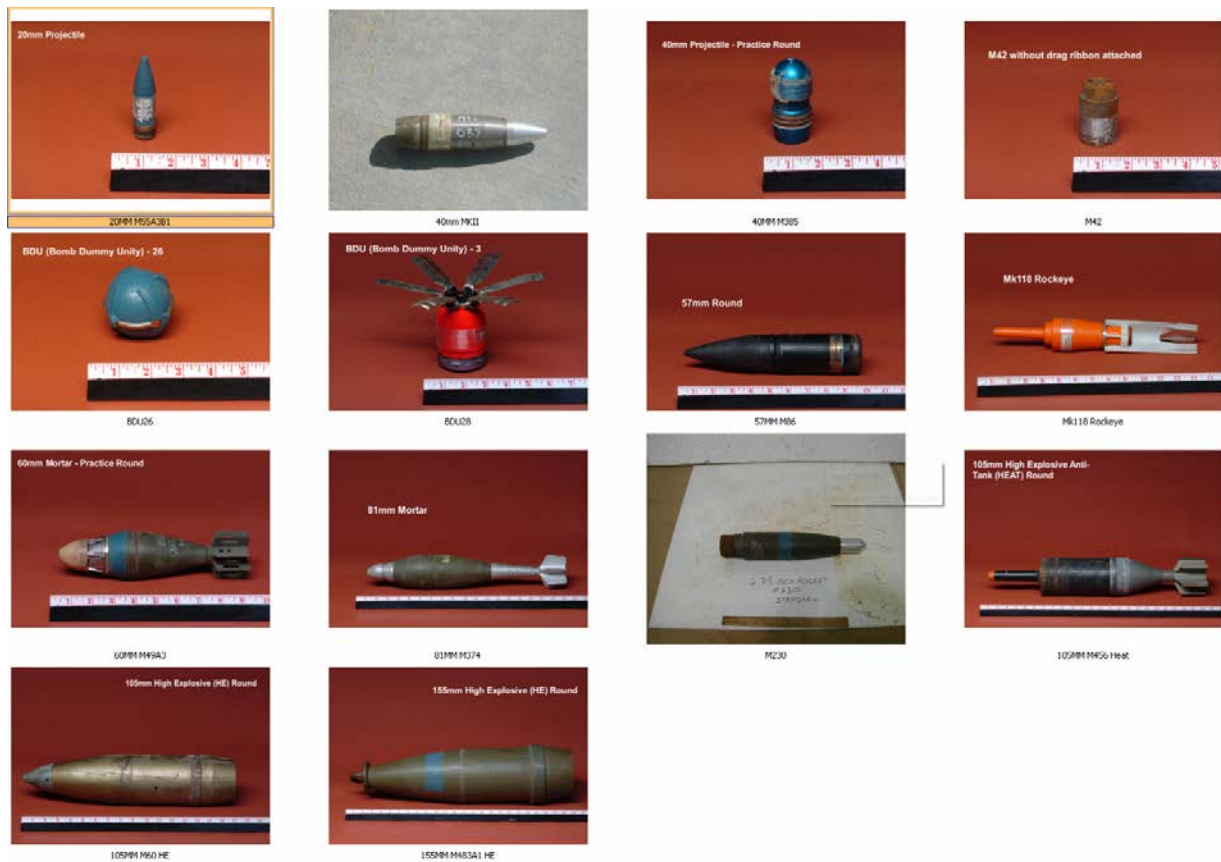 20mm Projectile
40mm Projectile - Practice Round
M42 without drag ribbon attached
20MM M55A3B1
40mm MKII
40MM M385
M42
BDU (Bomb Dummy Unity) - 26
BDU (Bomb Dummy Unity) - 3
57mm Round
Mk118 Rockeye
BDU26
BDU28
57MM M86
Mk118 Rockeye
60mm Mortar - Practice Round
81mm Mortar
2.75 INCH ROCKET
M230
STANDARD
105mm High Explosive Anti-
Tank (HEAT) Round
60MM M49A3
81MM M374
M230
105MM M456 Heat
105mm High Explosive (HE) Round
155mm High Explosive (HE) Round
105MM M60 HE
155MM M483A1 HE